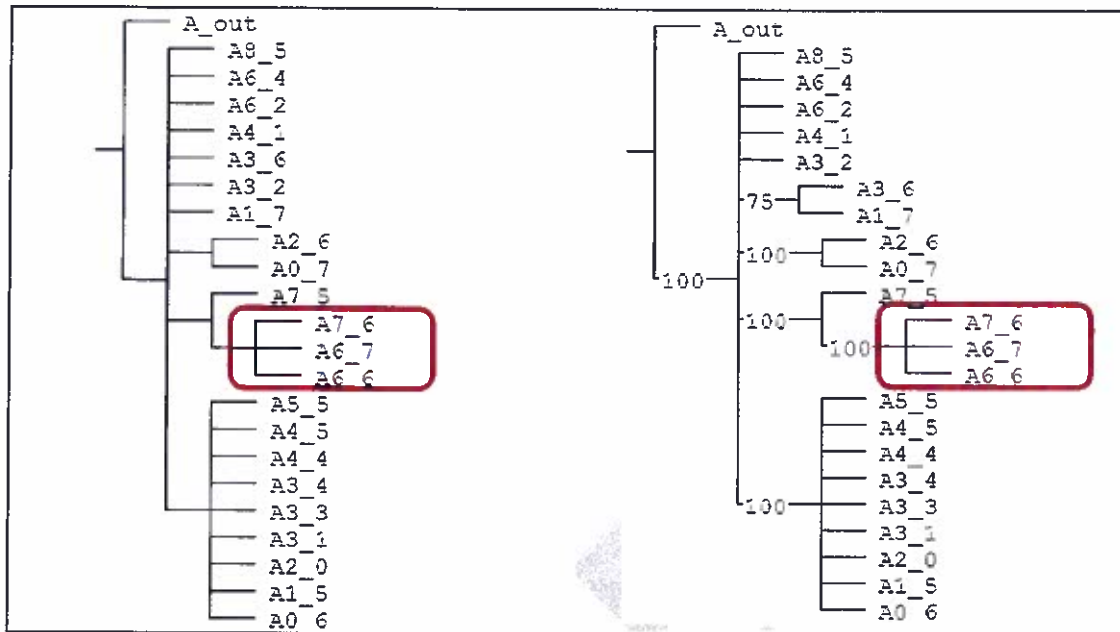 A_out
A8_5
A6_4
A6_2
A4_1
A3_6
A3_2
A1_7
A2_6
A0_7
A7_5
A7_6
A6_7
A6_6
A5_5
A4_5
A4_4
A3_4
A3_3
A3_1
A2_0
A1_5
A0_6
A_out
A8_5
A6_4
A6_2
A4_1
A3_2
A3_6
75
A1_7
A2_6
100
A0_7
100
A7_5
100
A7_6
100
A6_7
A6_6
A5_5
A4_5
A4_4
A3_4
100
A3_3
A3_1
A2_0
A1_5
A0_6